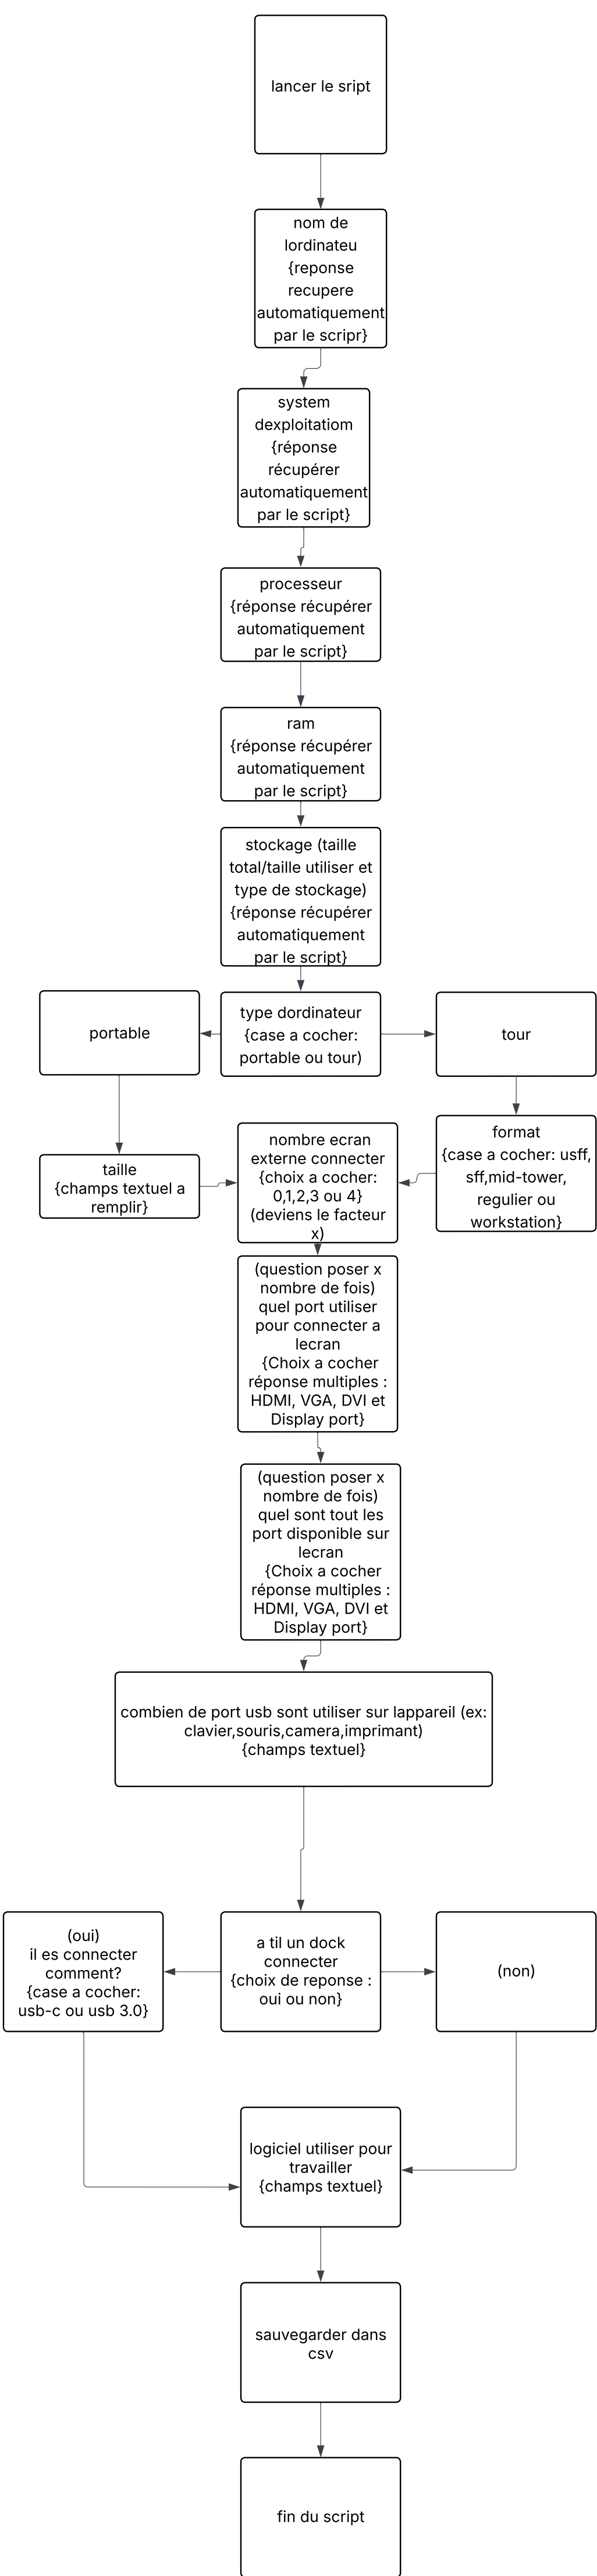 lancer le sript
nom de
lordinateu
{reponse
recupere
automatiquement
par le scripr}
system
dexploitatiom
{réponse
récupérer
automatiquement
par le script}
processeur
{réponse récupérer
automatiquement
par le script}
ram
{réponse récupérer
automatiquement
par le script}
stockage (taille
total/taille utiliser et
type de stockage)
{réponse récupérer
automatiquement
par le script}
portable
type dordinateur
{case a cocher:
portable ou tour)
tour
taille
{champs textuel a
remplir}
nombre ecran
externe connecter
{choix a cocher:
0,1,2,3 ou 4}
(deviens le facteur
x)
format
{case a cocher: usff,
sff,mid-tower,
regulier ou
workstation}
(question poser x
nombre de fois)
quel port utiliser
pour connecter a
lecran
{Choix a cocher
réponse multiples :
HDMI, VGA, DVI et
Display port}
(question poser x
nombre de fois)
quel sont tout les
port disponible sur
lecran
{Choix a cocher
réponse multiples :
HDMI, VGA, DVI et
Display port}
combien de port usb sont utiliser sur lappareil (ex:
clavier,souris,camera,imprimant)
{champs textuel}
(oui)
il es connecter
comment?
{case a cocher:
usb-c ou usb 3.0}
a til un dock
connecter
{choix de reponse :
oui ou non}
(non)
logiciel utiliser pour
travailler
{champs textuel}
sauvegarder dans
csv
fin du script